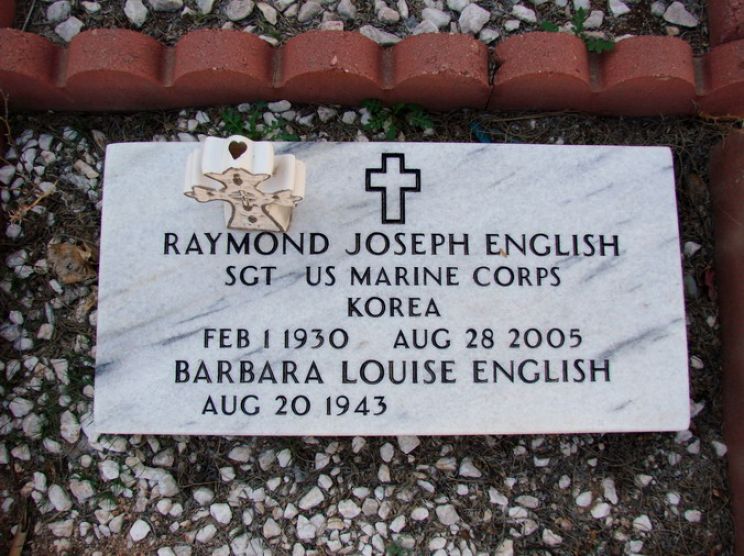 RAYMOND JOSEPH ENGLISH
SGT US MARINE CORPS
KOREA
FEB 1 1930 AUG 28 2005
BARBARA LOUISE ENGLISH
AUG 20 1943